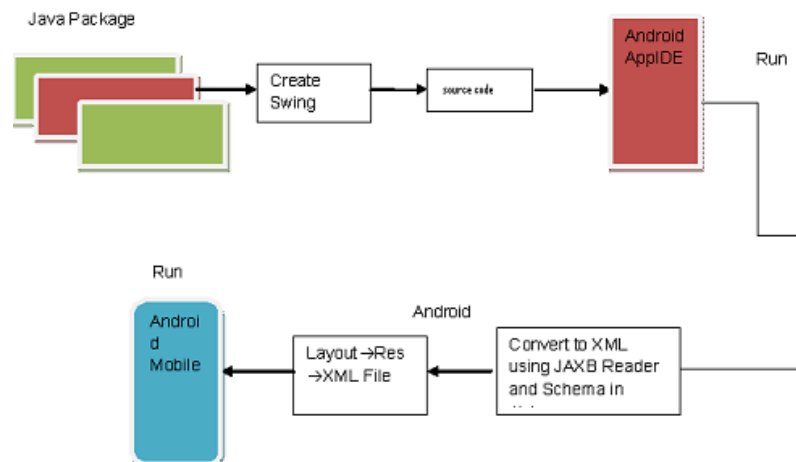 Java Package
Create
Swing
source code
Android
AppIDE
Run
Run
Androi
d
Mobile
Layout→Res
→XML File
Android
Convert to XML
using JAXB Reader
and Schema in